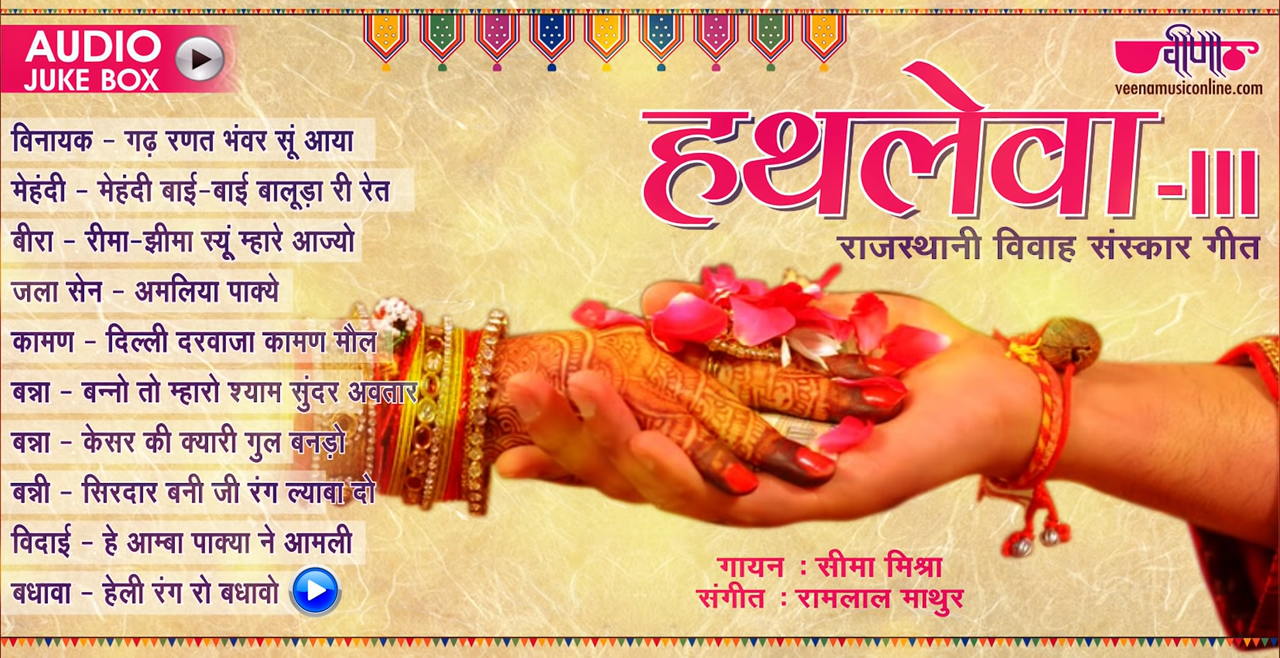 AUDIO
JUKE BOX
वीणा
veenamusiconline.com
हथलेवा-III
राजस्थानी विवाह संस्कार गीत
विनायक - गढ़ रणत भंवर सूं आया
मेहंदी - मेहंदी बाई-बाई बालूड़ा री रेत
बीरा - रीमा-झीमा स्यूं म्हारे आज्यो
जला सेन - अमलिया पाक्ये
कामण - दिल्ली दरवाजा कामण मौल
बन्ना - बन्नो तो म्हारो श्याम सुंदर अवतार
बन्ना - केसर की क्यारी गुल बनड़ो
बन्नी - सिरदार बनी जी रंग ल्याबा दो
विदाई - हे आम्बा पाक्या ने आमली
बधावा - हेली रंग रो बधावो
गायन : सीमा मिश्रा
संगीत : रामलाल माथुर